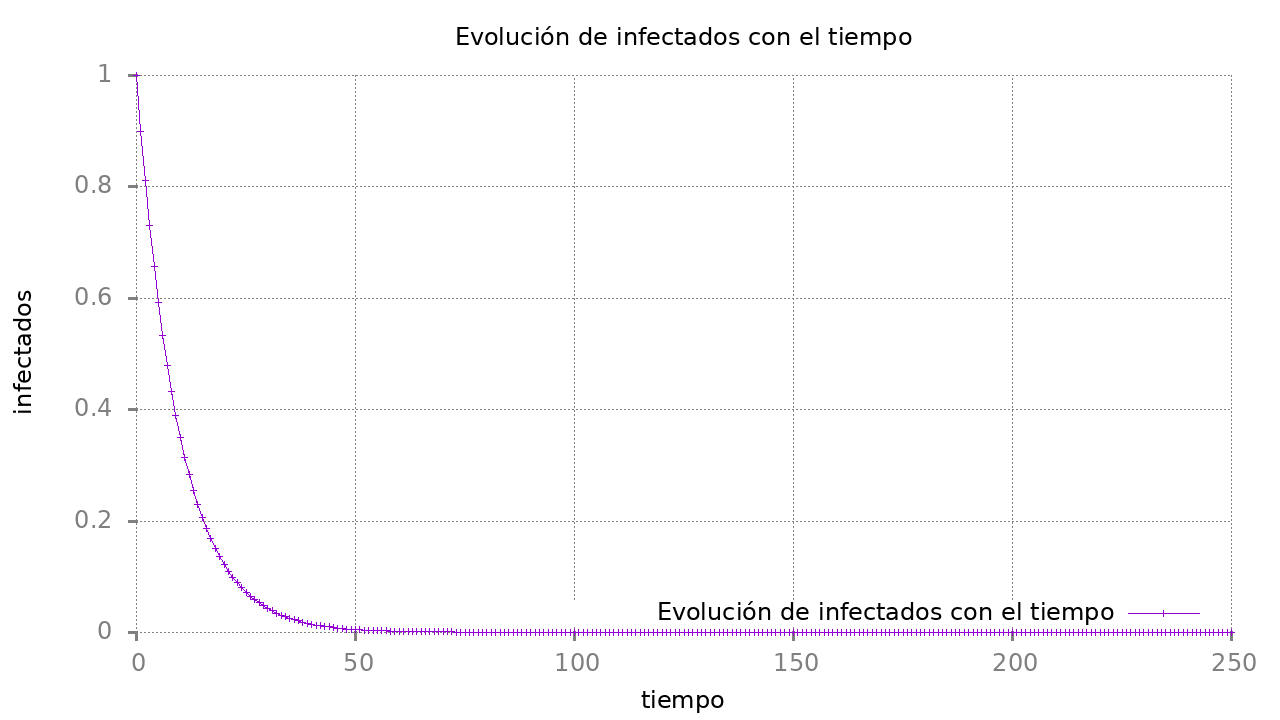 Evolución de infectados con el tiempo
1
0.8
0.6
0.4
0.2
0
infectados
Evolución de infectados con el tiempo
0 50 100 150 200 250
tiempo